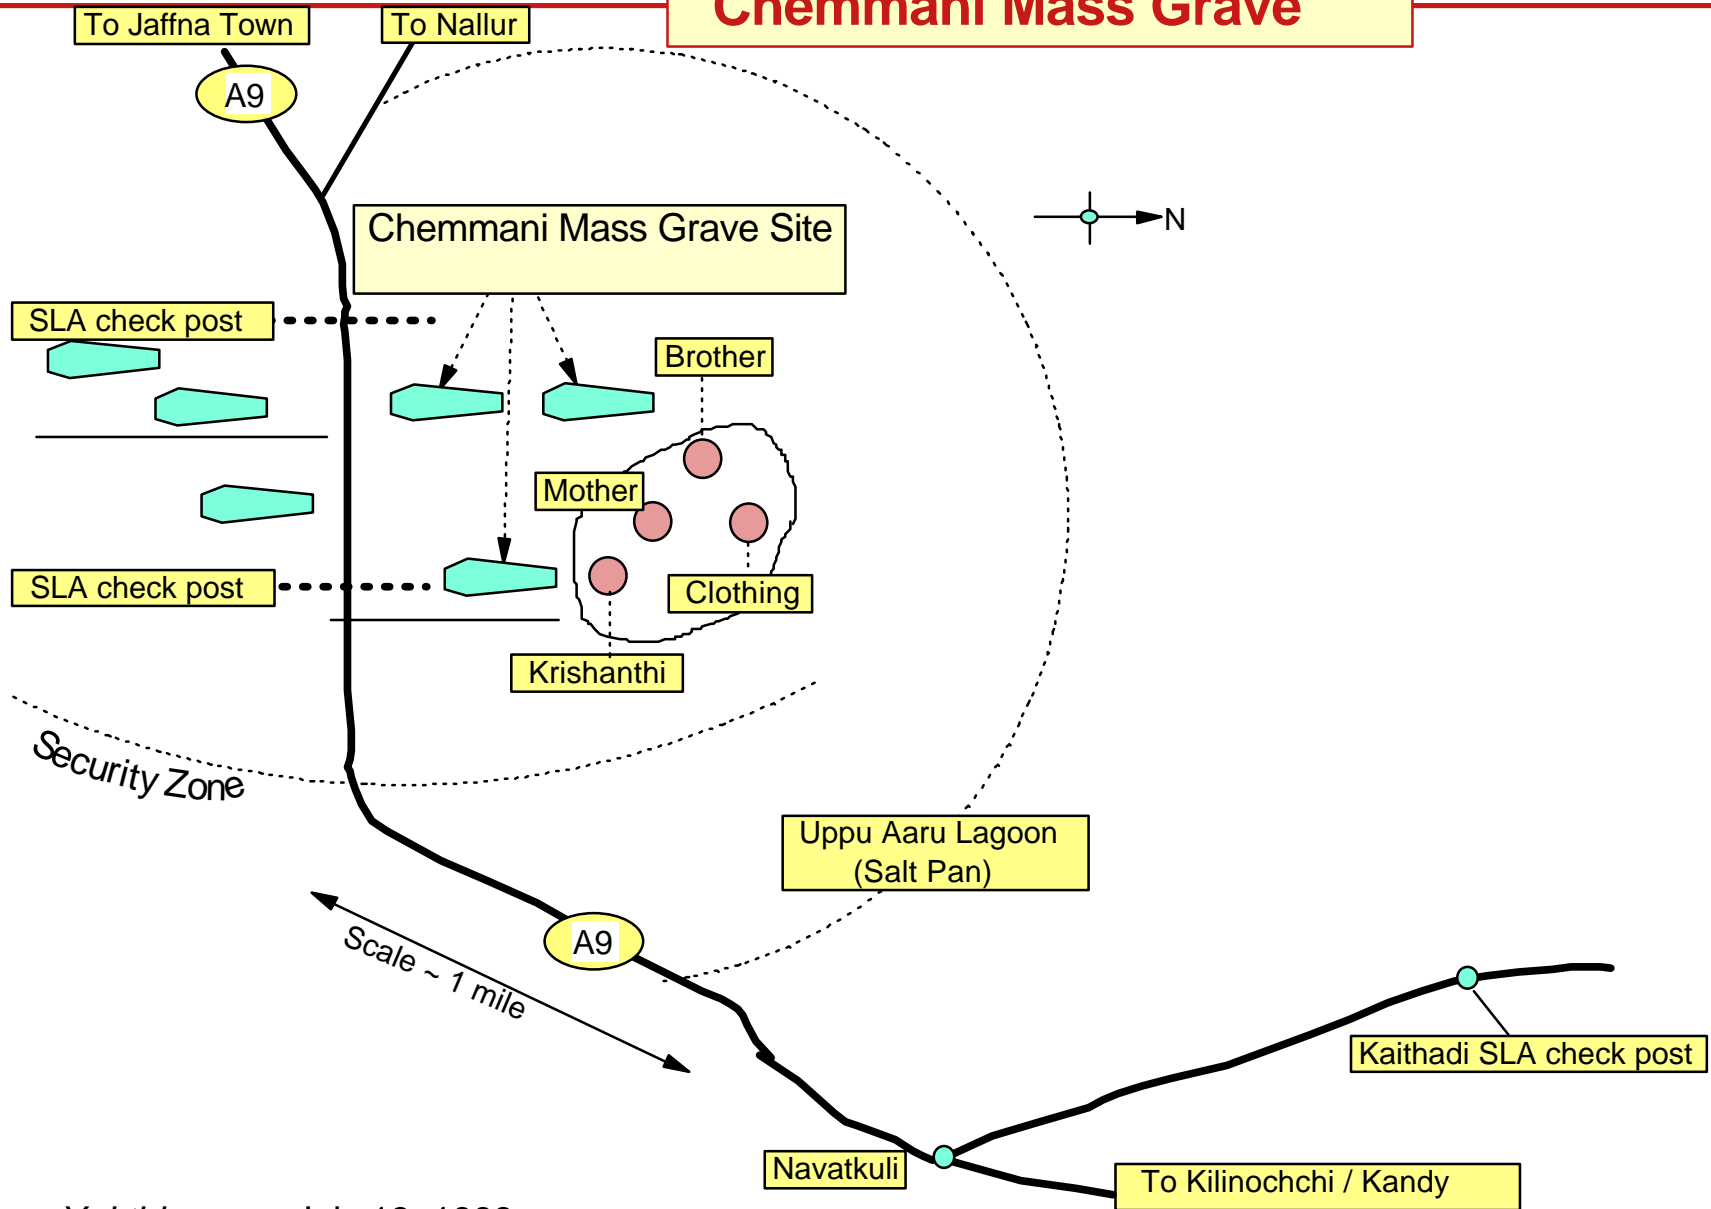 Chemmani Mass Grave
To Jaffna Town
To Nallur
A9
N
Chemmani Mass Grave Site
SLA check post
Brother
Mother
SLA check post
Clothing
Krishanthi
Security Zone
Uppu Aaru Lagoon
(Salt Pan)
A9
Scale ~ 1 mile
Kaithadi SLA check post
Navatkuli
To Kilinochchi / Kandy